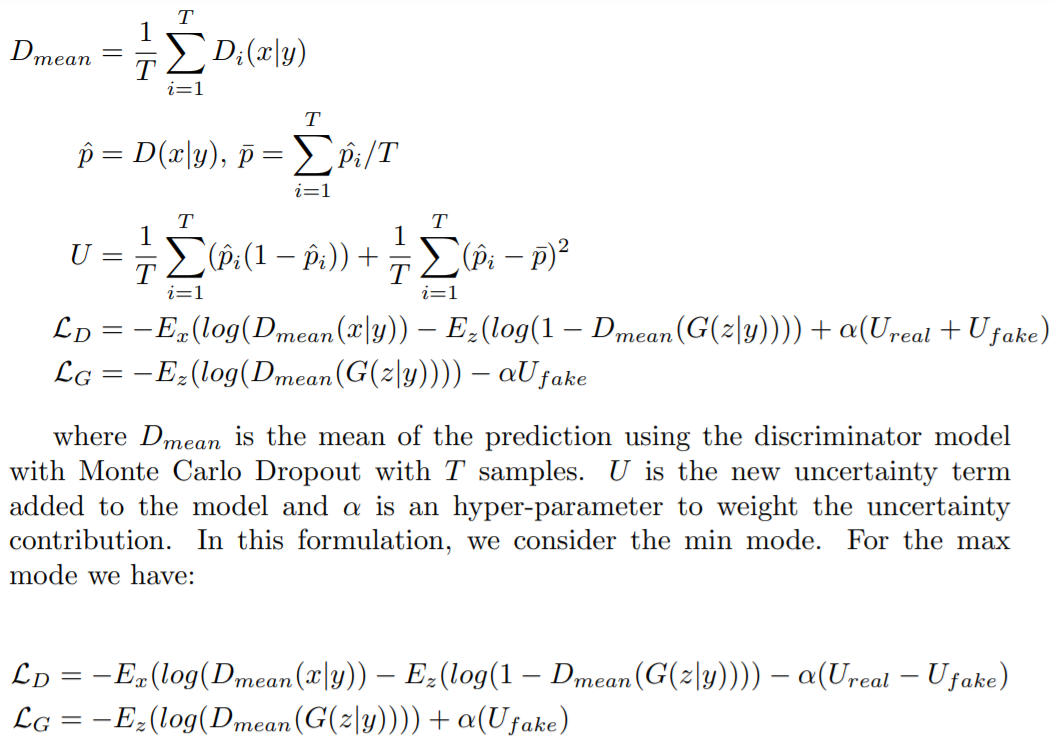 D_{mean} = \frac{1}{T} \sum_{i=1}^{T} D_i(x|y)
\hat{p} = D(x|y), \bar{p} = \sum_{i=1}^{T} \hat{p}_i/T
U = \frac{1}{T} \sum_{i=1}^{T} (\hat{p}_i(1 - \hat{p}_i)) + \frac{1}{T} \sum_{i=1}^{T} (\hat{p}_i - \bar{p})^2
\mathcal{L}_D = -E_x(log(D_{mean}(x|y)) - E_z(log(1 - D_{mean}(G(z|y)))) + α(U_{real} + U_{fake})
\mathcal{L}_G = -E_z(log(D_{mean}(G(z|y)))) - αU_{fake}
where D_{mean} is the mean of the prediction using the discriminator model
with Monte Carlo Dropout with T samples. U is the new uncertainty term
added to the model and α is an hyper-parameter to weight the uncertainty
contribution. In this formulation, we consider the min mode. For the max
mode we have:
\mathcal{L}_D = -E_x(log(D_{mean}(x|y)) - E_z(log(1 - D_{mean}(G(z|y)))) - α(U_{real} - U_{fake})
\mathcal{L}_G = -E_z(log(D_{mean}(G(z|y)))) + α(U_{fake})